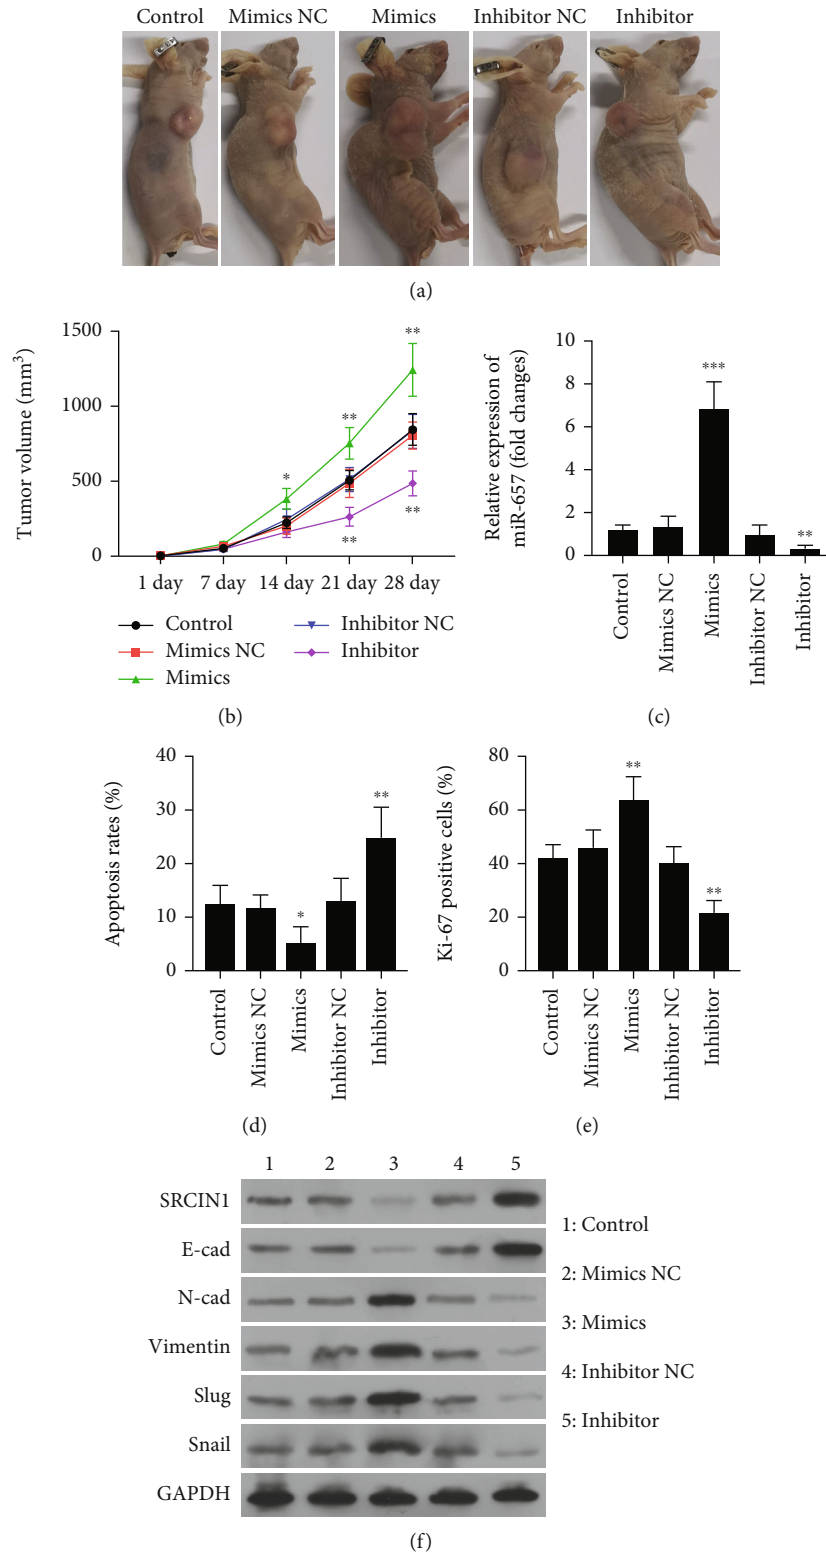 Control Mimics NC Mimics Inhibitor NC Inhibitor
(a)
Tumor volume (mm³)
1500
1000
500
0
** 
** 
* 
** 
**
1 day 7 day 14 day 21 day 28 day
Control
Mimics NC
Mimics
Inhibitor NC
Inhibitor
(b)
Relative expression of
miR-657 (fold changes)
10
8
6
4
2
0
***
**
Control
Mimics NC
Mimics
Inhibitor NC
Inhibitor
(c)
Apoptosis rates (%)
40
30
20
10
0
*
**
Control
Mimics NC
Mimics
Inhibitor NC
Inhibitor
(d)
Ki-67 positive cells (%)
80
60
40
20
0
**
**
Control
Mimics NC
Mimics
Inhibitor NC
Inhibitor
(e)
1 2 3 4 5
SRCIN1
E-cad
N-cad
Vimentin
Slug
Snail
GAPDH
1: Control
2: Mimics NC
3: Mimics
4: Inhibitor NC
5: Inhibitor
(f)